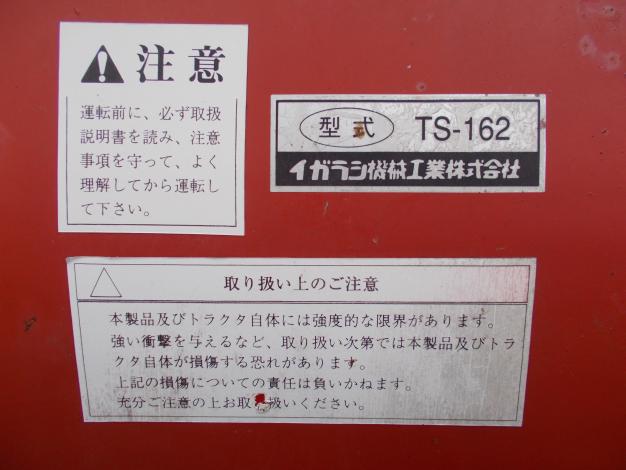 注意
運転前に、必ず取扱
説明書を読み、注意
事項を守って、よく
理解してから運転し
て下さい。
型式 TS-162
イガラシ機械工業株式会社
取り扱い上のご注意
本製品及びトラクタ自体には強度的な限界があります。
強い衝撃を与えるなど、取り扱い次第では本製品及びトラ
クタ自体が損傷する恐れがあります。
上記の損傷についての責任は負いかねます。
充分ご注意の上お取り扱いください。